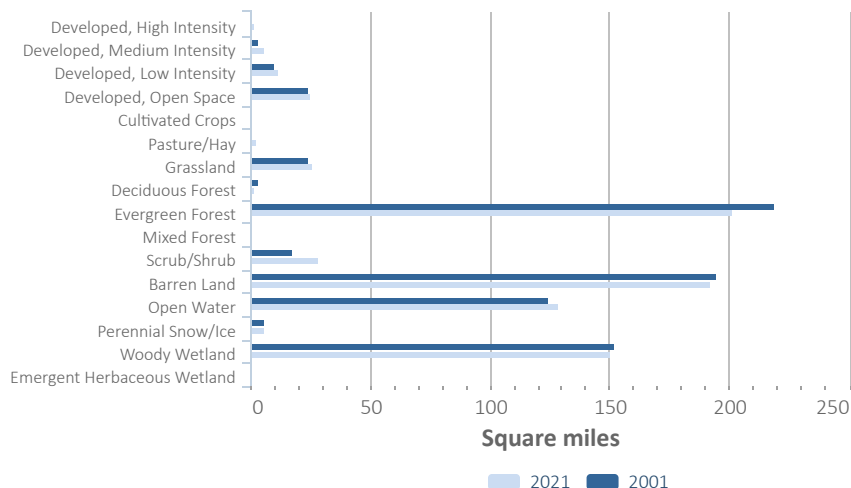 Developed, High Intensity
Developed, Medium Intensity
Developed, Low Intensity
Developed, Open Space
Cultivated Crops
Pasture/Hay
Grassland
Deciduous Forest
Evergreen Forest
Mixed Forest
Scrub/Shrub
Barren Land
Open Water
Perennial Snow/Ice
Woody Wetland
Emergent Herbaceous Wetland
0 50 100 150 200 250
Square miles
2021 2001